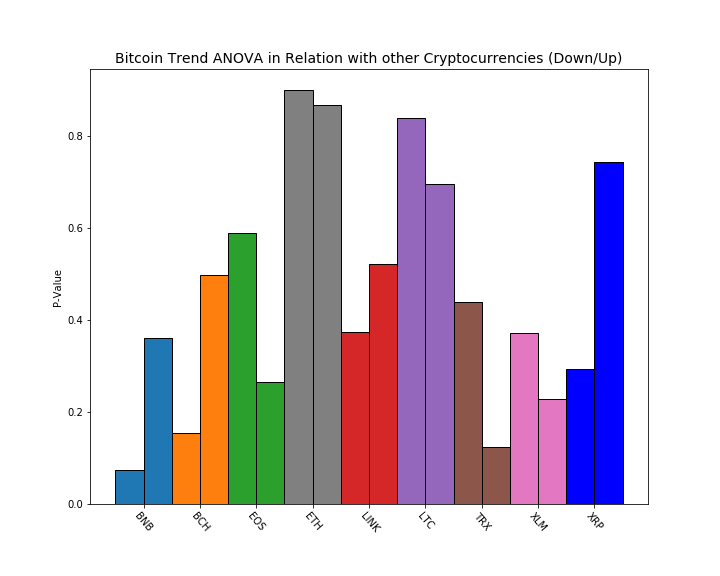 Bitcoin Trend ANOVA in Relation with other Cryptocurrencies (Down/Up)
P-Value
0.8
0.6
0.4
0.2
0.0
BNB
BCH
EOS
ETH
LINK
LTC
TRX
XLM
XRP